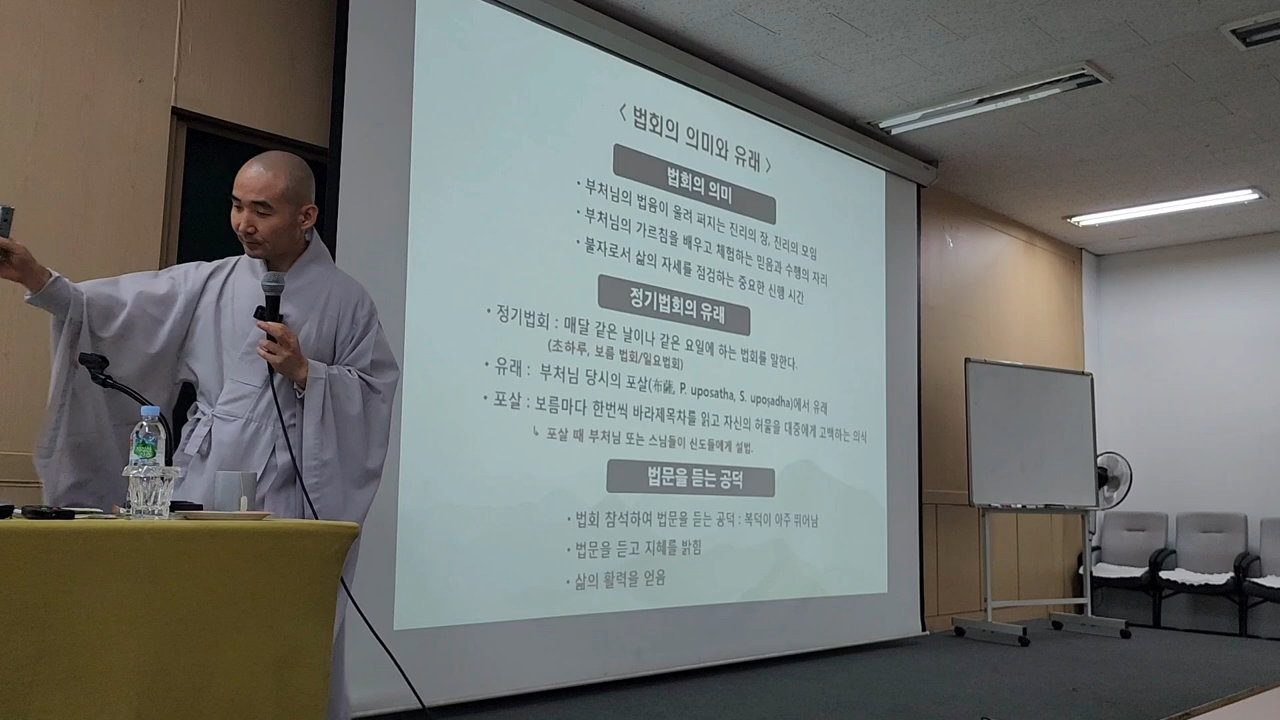 < 법회의 의미와 유래 >
법회의 의미
· 부처님의 법음이 울려 퍼지는 진리의 장, 진리의 모임
· 부처님의 가르침을 배우고 체험하는 믿음과 수행의 자리
· 불자로서 삶의 자세를 점검하는 중요한 신행 시간
정기법회의 유래
· 정기법회 : 매달 같은 날이나 같은 요일에 하는 법회를 말한다.
(초하루, 보름 법회/일요법회)
· 유래 : 부처님 당시의 포살(布薩, P. uposatha, S. upoṣadha)에서 유래
· 포살 : 보름마다 한번씩 바라제목차를 읽고 자신의 허물을 대중에게 고백하는 의식
↳ 포살 때 부처님 또는 스님들이 신도들에게 설법.
법문을 듣는 공덕
· 법회 참석하여 법문을 듣는 공덕 : 복덕이 아주 뛰어남
· 법문을 듣고 지혜를 밝힘
· 삶의 활력을 얻음